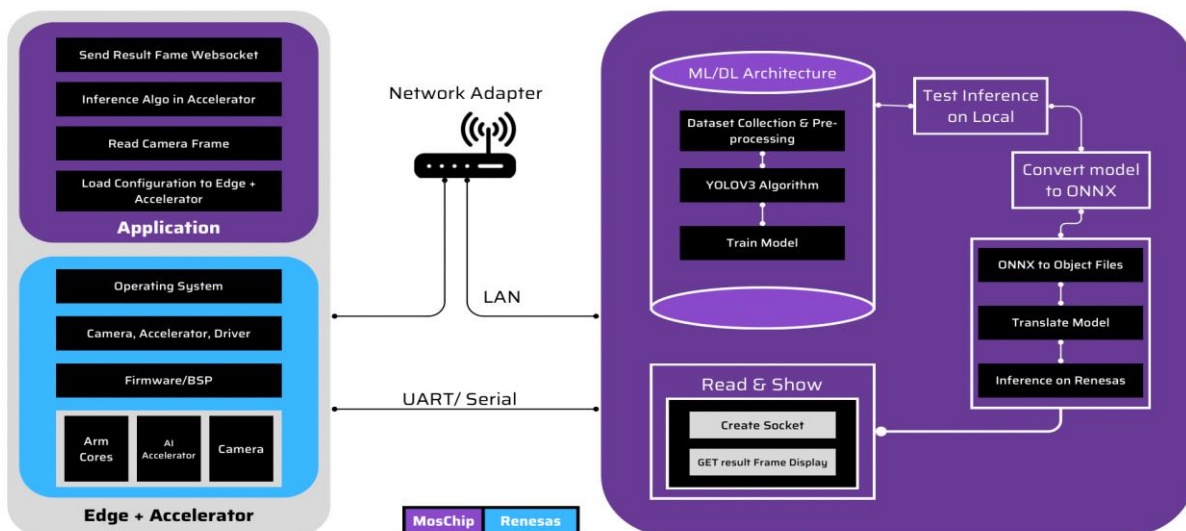 Send Result Fame Websocket
Inference Algo in Accelerator
Read Camera Frame
Load Configuration to Edge +
Accelerator
Application
Operating System
Camera, Accelerator, Driver
Firmware/BSP
Arm
Cores
AI
Accelerator
Camera
Edge + Accelerator
Network Adapter
LAN
UART/ Serial
MosChip
Renesas
ML/DL Architecture
Dataset Collection & Pre-
processing
YOLOV3 Algorithm
Train Model
Test Inference
on Local
Convert model
to ONNX
ONNX to Object Files
Translate Model
Inference on Renesas
Read & Show
Create Socket
GET result Frame Display